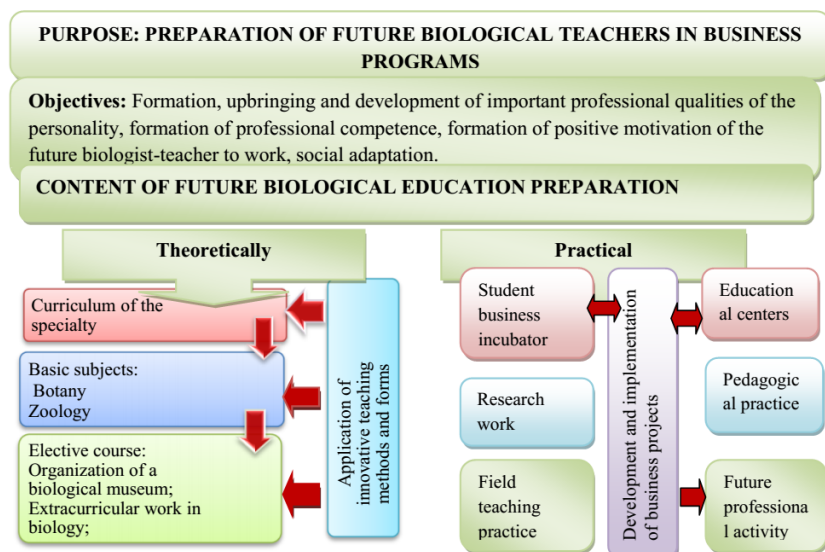 PURPOSE: PREPARATION OF FUTURE BIOLOGICAL TEACHERS IN BUSINESS
PROGRAMS
Objectives: Formation, upbringing and development of important professional qualities of the
personality, formation of professional competence, formation of positive motivation of the
future biologist-teacher to work, social adaptation.
CONTENT OF FUTURE BIOLOGICAL EDUCATION PREPARATION
Theoretically
Curriculum of the
specialty
Basic subjects:
Botany
Zoology
Elective course:
Organization of a
biological museum;
Extracurricular work in
biology;
Application of
innovative teaching
methods and forms
Practical
Student
business
incubator
Research
work
Field
teaching
practice
Development and implementation
of business projects
Education
al centers
Pedagogic
al practice
Future
professiona
l activity